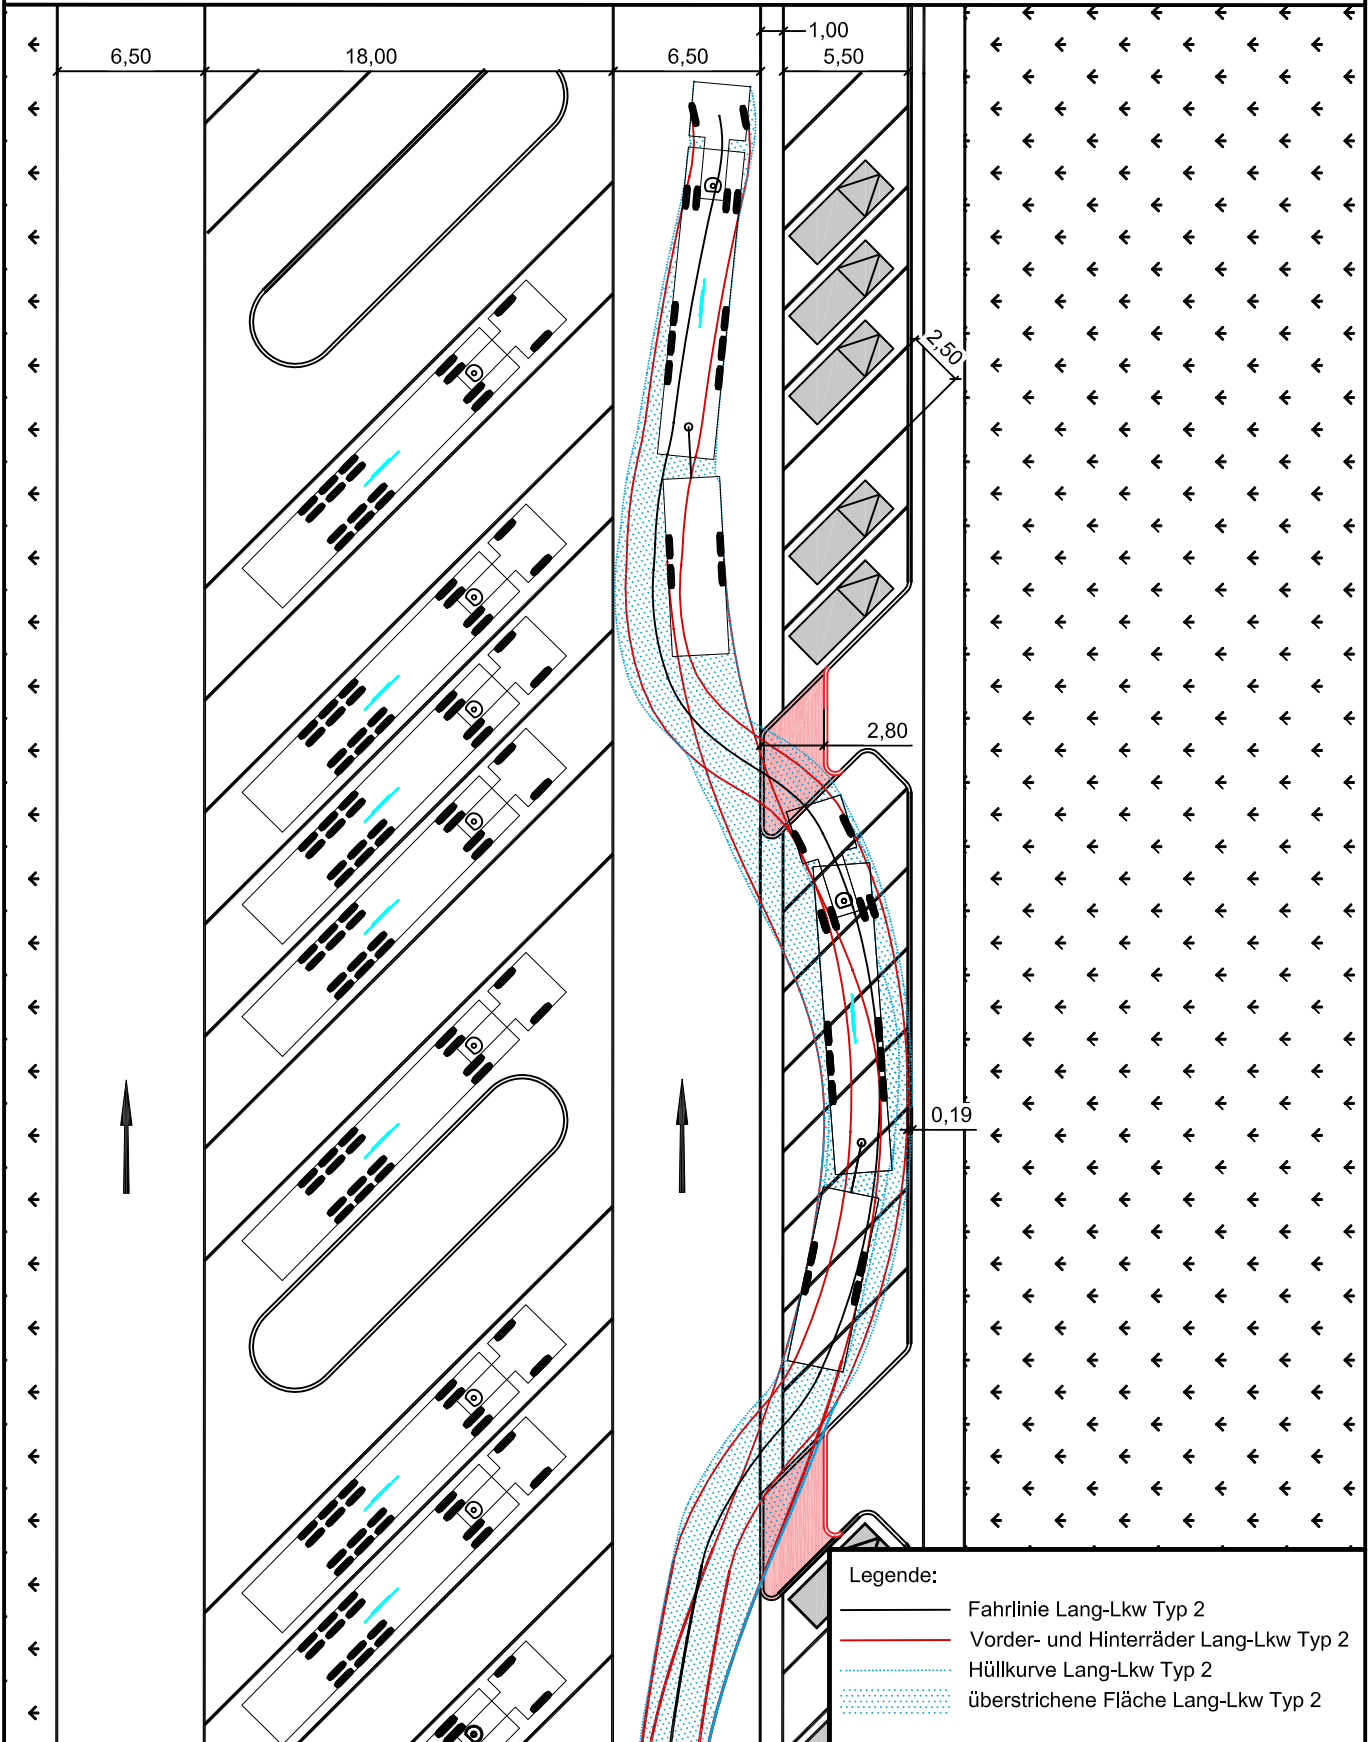 1,00
6,50
18,00
6,50
5,50
2,50
2,80
0,19
Legende:
Fahrlinie Lang-Lkw Typ 2
Vorder- und Hinterräder Lang-Lkw Typ 2
Hüllkurve Lang-Lkw Typ 2
überstrichene Fläche Lang-Lkw Typ 2